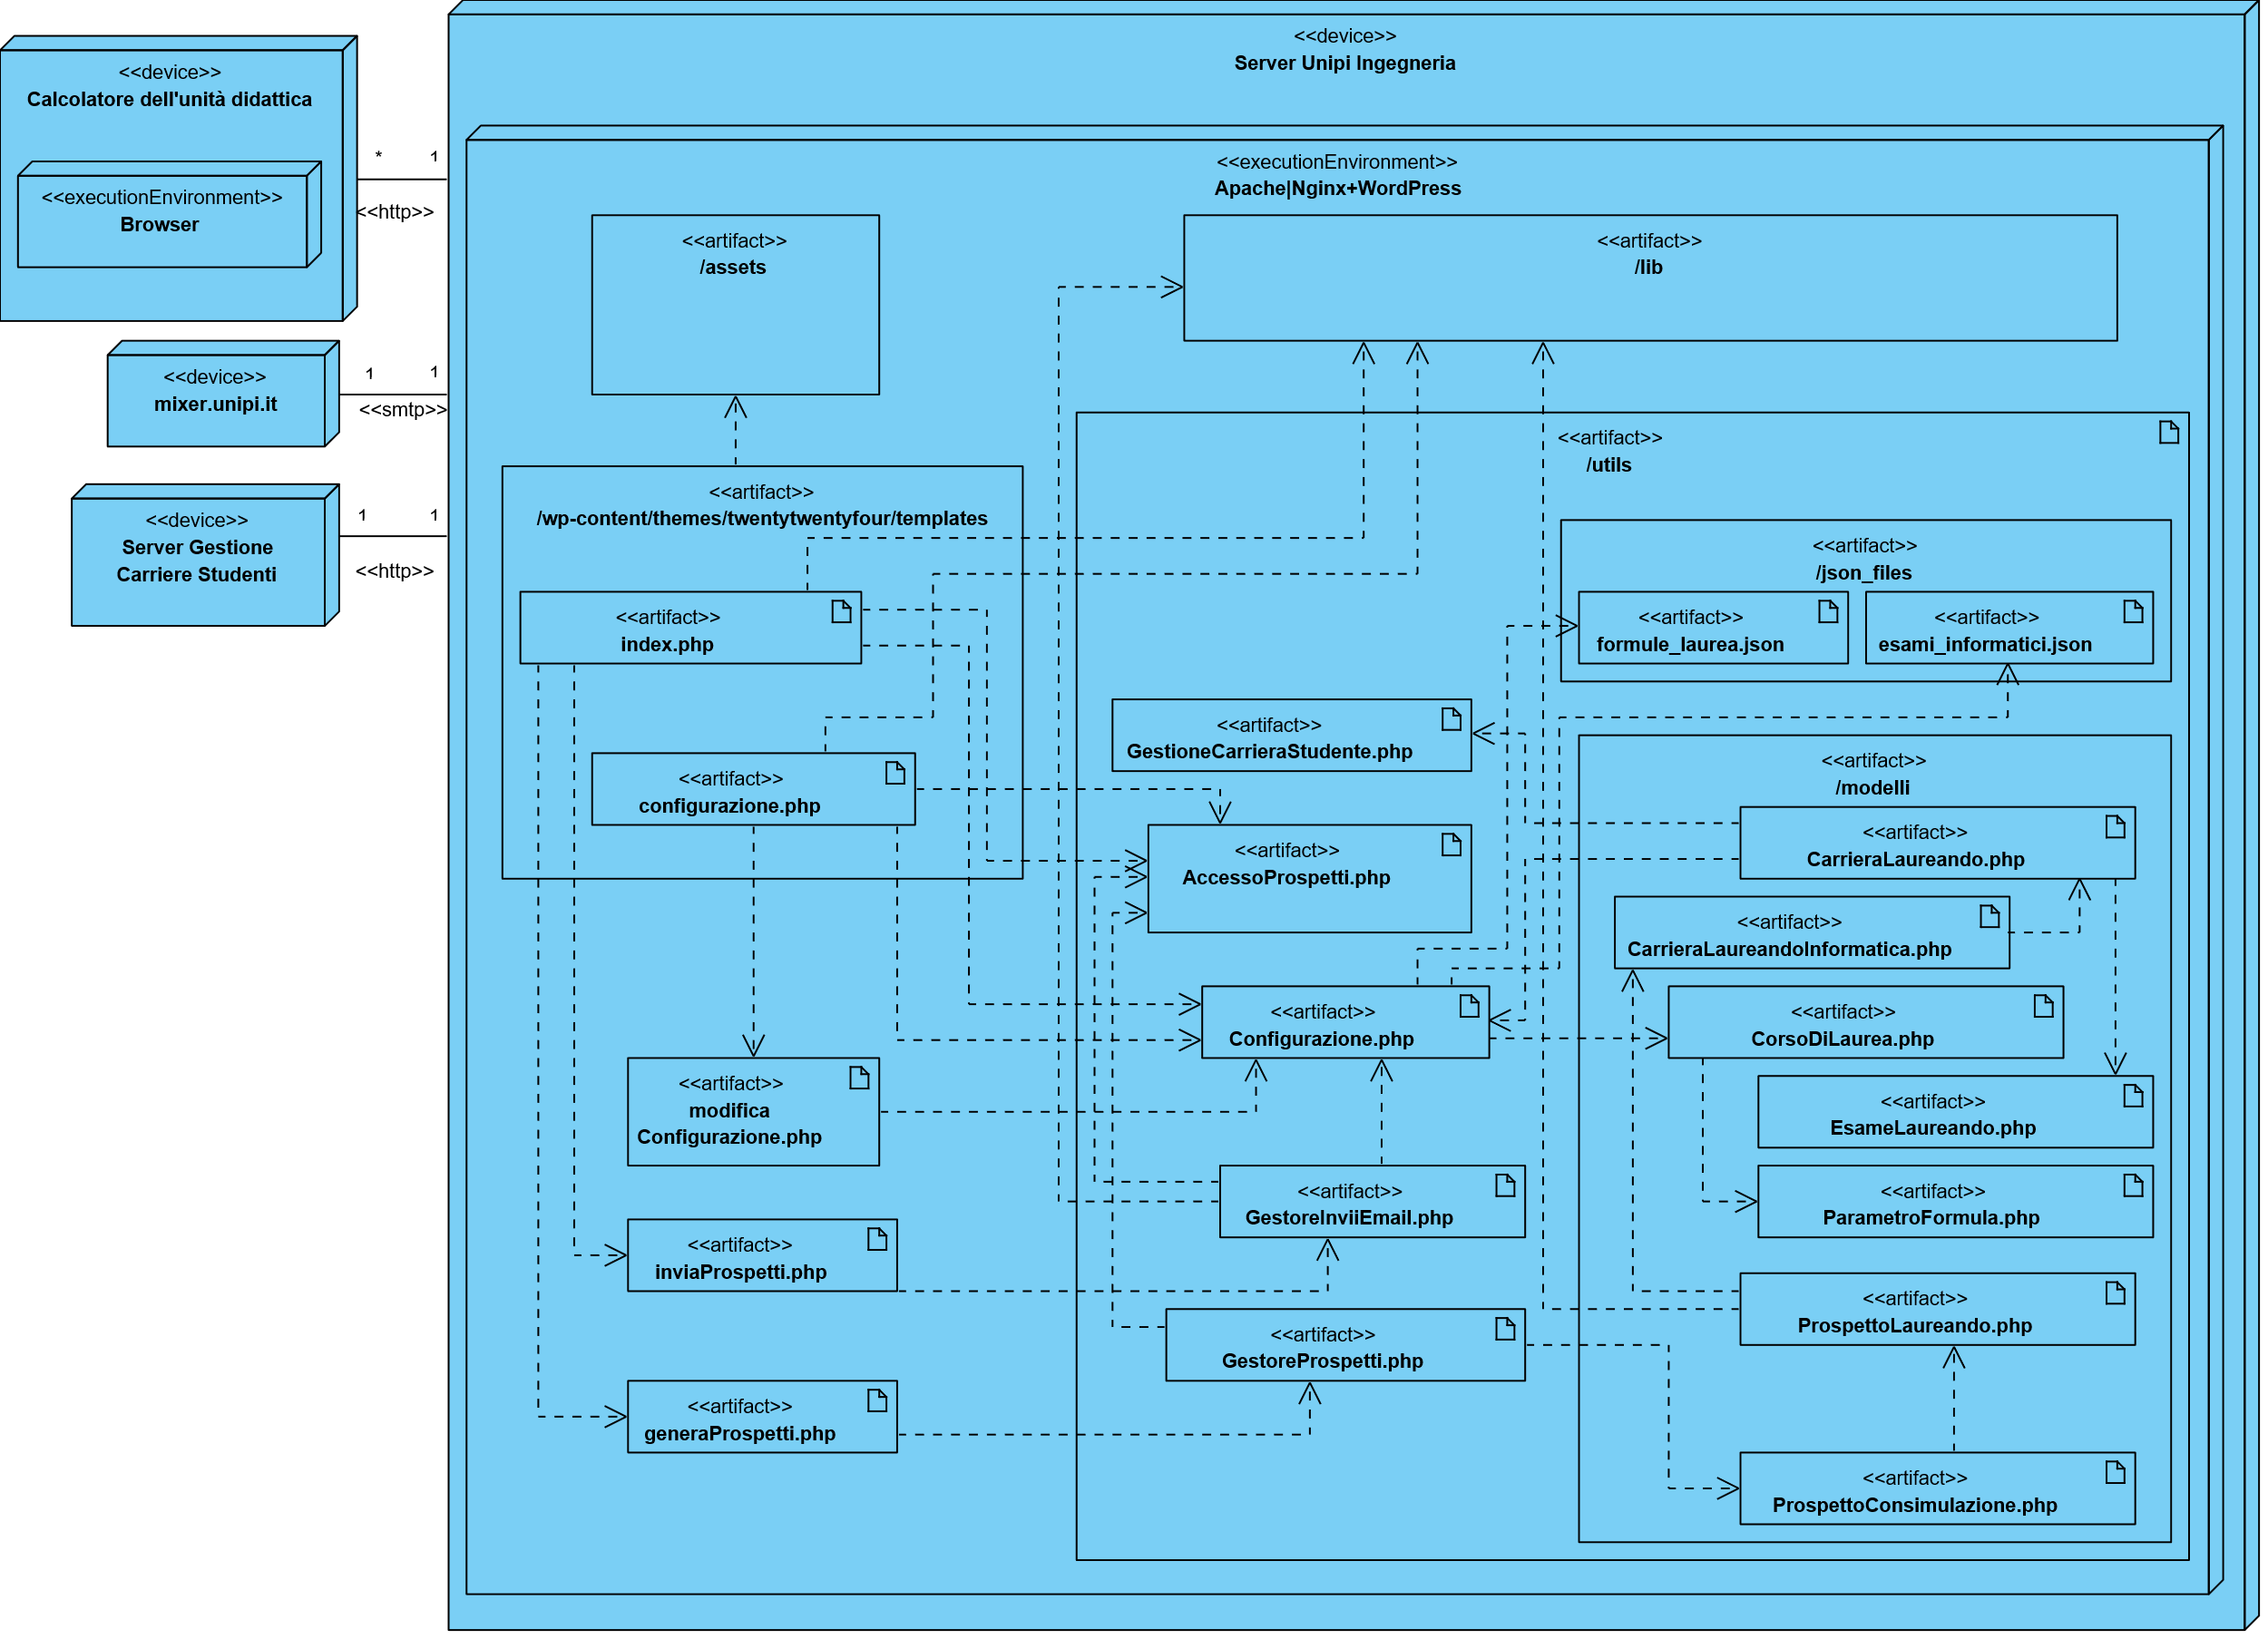 <<device>>
Calcolatore dell'unità didattica
<<executionEnvironment>>
Browser
* 1
<<http>>
<<device>>
mixer.unipi.it
1 1
<<smtp>>
<<device>>
Server Gestione
Carriere Studenti
1 1
<<http>>
<<device>>
Server Unipi Ingegneria
<<executionEnvironment>>
Apache|Nginx+WordPress
<<artifact>>
/assets
<<artifact>>
/lib
<<artifact>>
/wp-content/themes/twentytwentyfour/templates
<<artifact>>
index.php
<<artifact>>
configurazione.php
<<artifact>>
modifica
Configurazione.php
<<artifact>>
inviaProspetti.php
<<artifact>>
generaProspetti.php
<<artifact>>
/utils
<<artifact>>
/json_files
<<artifact>>
formule_laurea.json
<<artifact>>
esami_informatici.json
<<artifact>>
GestioneCarrieraStudente.php
<<artifact>>
AccessoProspetti.php
<<artifact>>
Configurazione.php
<<artifact>>
GestoreInviiEmail.php
<<artifact>>
GestoreProspetti.php
<<artifact>>
/modelli
<<artifact>>
CarrieraLaureando.php
<<artifact>>
CarrieraLaureandoInformatica.php
<<artifact>>
CorsoDiLaurea.php
<<artifact>>
EsameLaureando.php
<<artifact>>
ParametroFormula.php
<<artifact>>
ProspettoLaureando.php
<<artifact>>
ProspettoConsimulazione.php